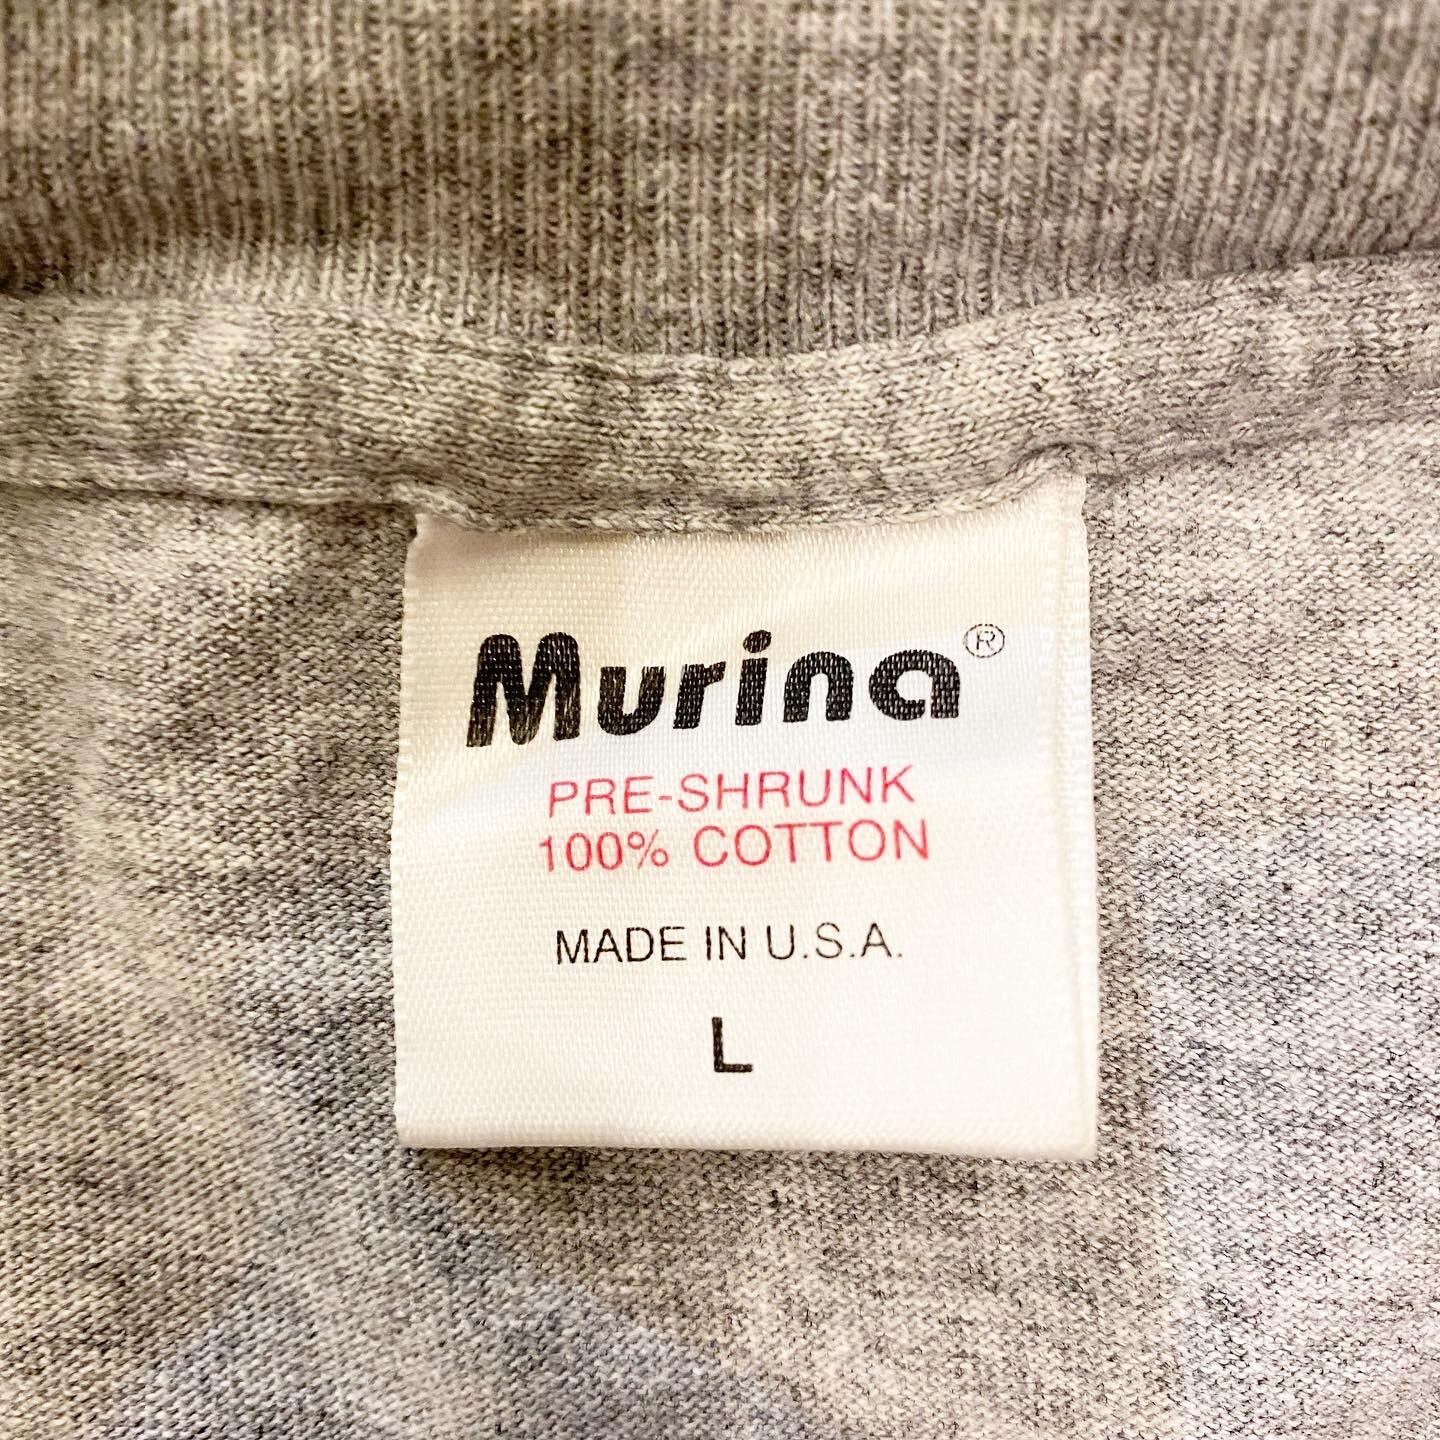 Murina®
PRE-SHRUNK
100% COTTON
MADE IN U.S.A.
L